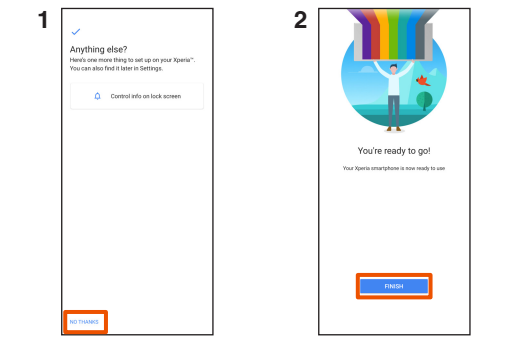 1
Anything else?
Here's one more thing to set up on your Xperia™.
You can also find it later in Settings.
Control info on lock screen
NO THANKS
2
You're ready to go!
Your Xperia smartphone is now ready to use
FINISH